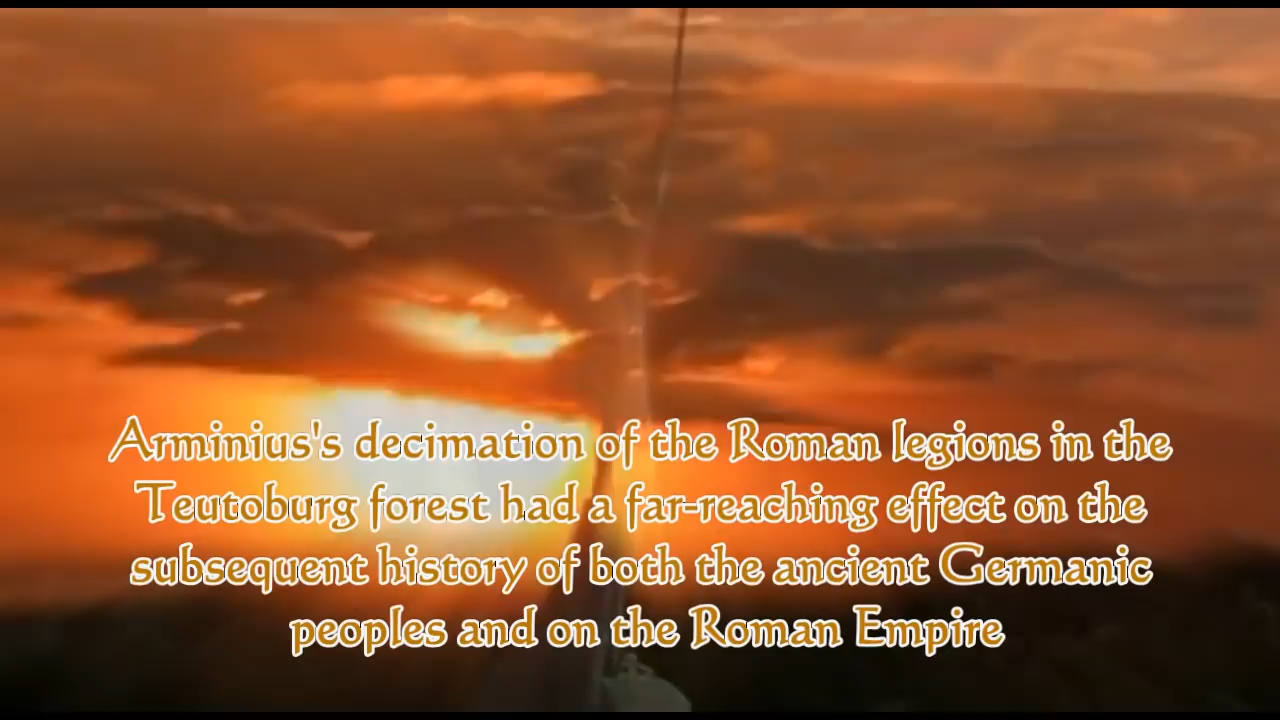 Arminius's decimation of the Roman legions in the
Teutoburg forest had a far-reaching effect on the
subsequent history of both the ancient Germanic
peoples and on the Roman Empire